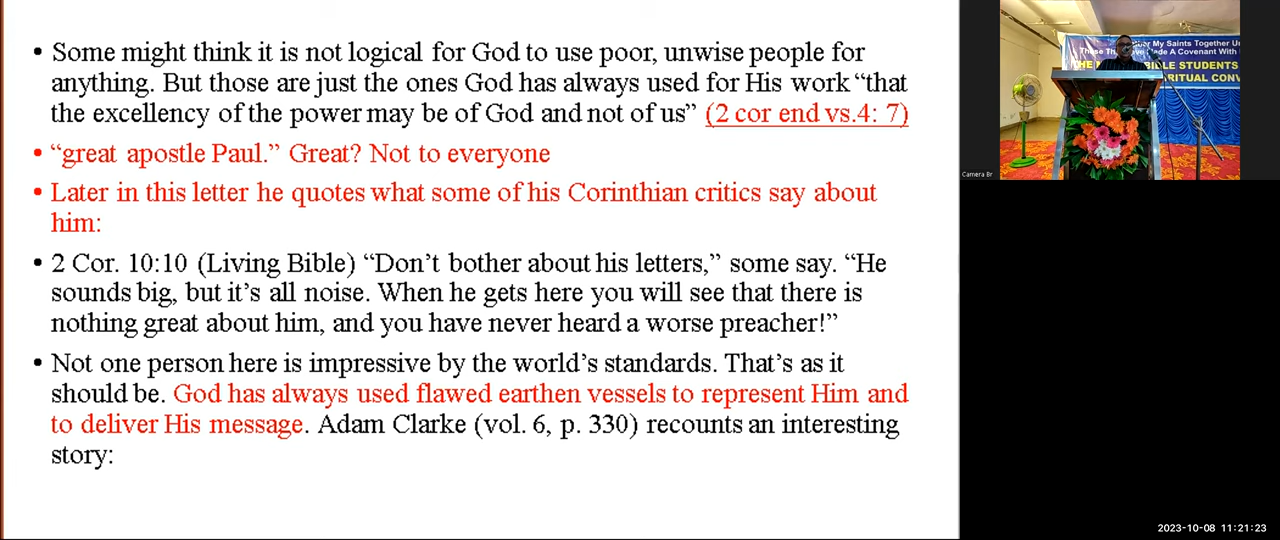 • Some might think it is not logical for God to use poor, unwise people for
anything. But those are just the ones God has always used for His work “that
the excellency of the power may be of God and not of us” (2 cor end vs.4: 7)
• “great apostle Paul.” Great? Not to everyone
• Later in this letter he quotes what some of his Corinthian critics say about
him:
• 2 Cor. 10:10 (Living Bible) “Don’t bother about his letters,” some say. “He
sounds big, but it’s all noise. When he gets here you will see that there is
nothing great about him, and you have never heard a worse preacher!”
• Not one person here is impressive by the world’s standards. That’s as it
should be. God has always used flawed earthen vessels to represent Him and
to deliver His message. Adam Clarke (vol. 6, p. 330) recounts an interesting
story:
My Saints Together
A Covenant With
BIBLE STUDENTS
RITUAL CONV
Camera Br
2023-10-08 11:21:23